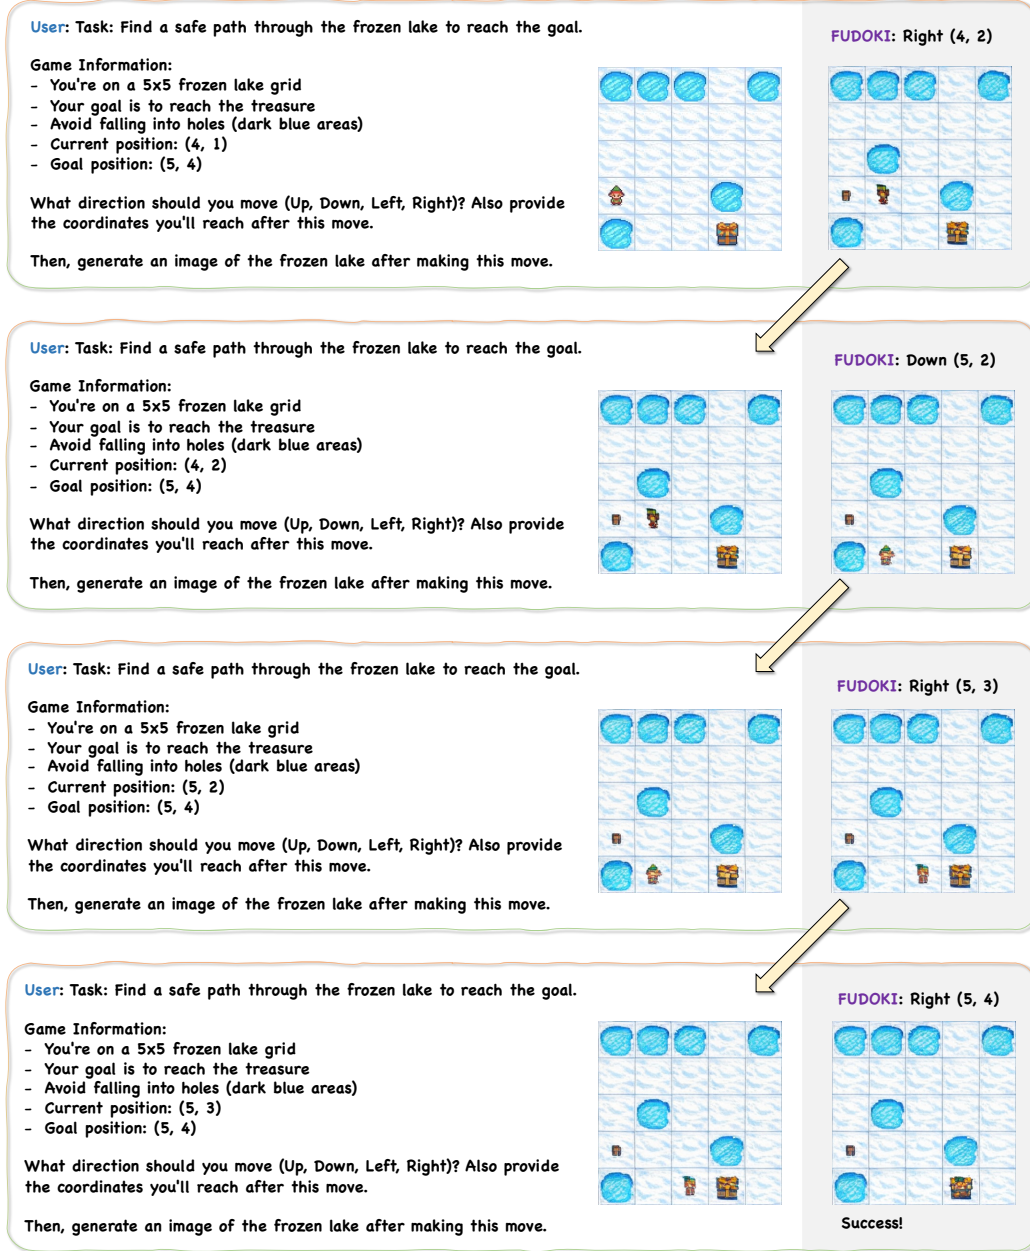 User: Task: Find a safe path through the frozen lake to reach the goal.
Game Information:
- You're on a 5x5 frozen lake grid
- Your goal is to reach the treasure
- Avoid falling into holes (dark blue areas)
- Current position: (4, 1)
- Goal position: (5, 4)
What direction should you move (Up, Down, Left, Right)? Also provide
the coordinates you'll reach after this move.
Then, generate an image of the frozen lake after making this move.
FUDOKI: Right (4, 2)
User: Task: Find a safe path through the frozen lake to reach the goal.
Game Information:
- You're on a 5x5 frozen lake grid
- Your goal is to reach the treasure
- Avoid falling into holes (dark blue areas)
- Current position: (4, 2)
- Goal position: (5, 4)
What direction should you move (Up, Down, Left, Right)? Also provide
the coordinates you'll reach after this move.
Then, generate an image of the frozen lake after making this move.
FUDOKI: Down (5, 2)
User: Task: Find a safe path through the frozen lake to reach the goal.
Game Information:
- You're on a 5x5 frozen lake grid
- Your goal is to reach the treasure
- Avoid falling into holes (dark blue areas)
- Current position: (5, 2)
- Goal position: (5, 4)
What direction should you move (Up, Down, Left, Right)? Also provide
the coordinates you'll reach after this move.
Then, generate an image of the frozen lake after making this move.
FUDOKI: Right (5, 3)
User: Task: Find a safe path through the frozen lake to reach the goal.
Game Information:
- You're on a 5x5 frozen lake grid
- Your goal is to reach the treasure
- Avoid falling into holes (dark blue areas)
- Current position: (5, 3)
- Goal position: (5, 4)
What direction should you move (Up, Down, Left, Right)? Also provide
the coordinates you'll reach after this move.
Then, generate an image of the frozen lake after making this move.
FUDOKI: Right (5, 4)
Success!